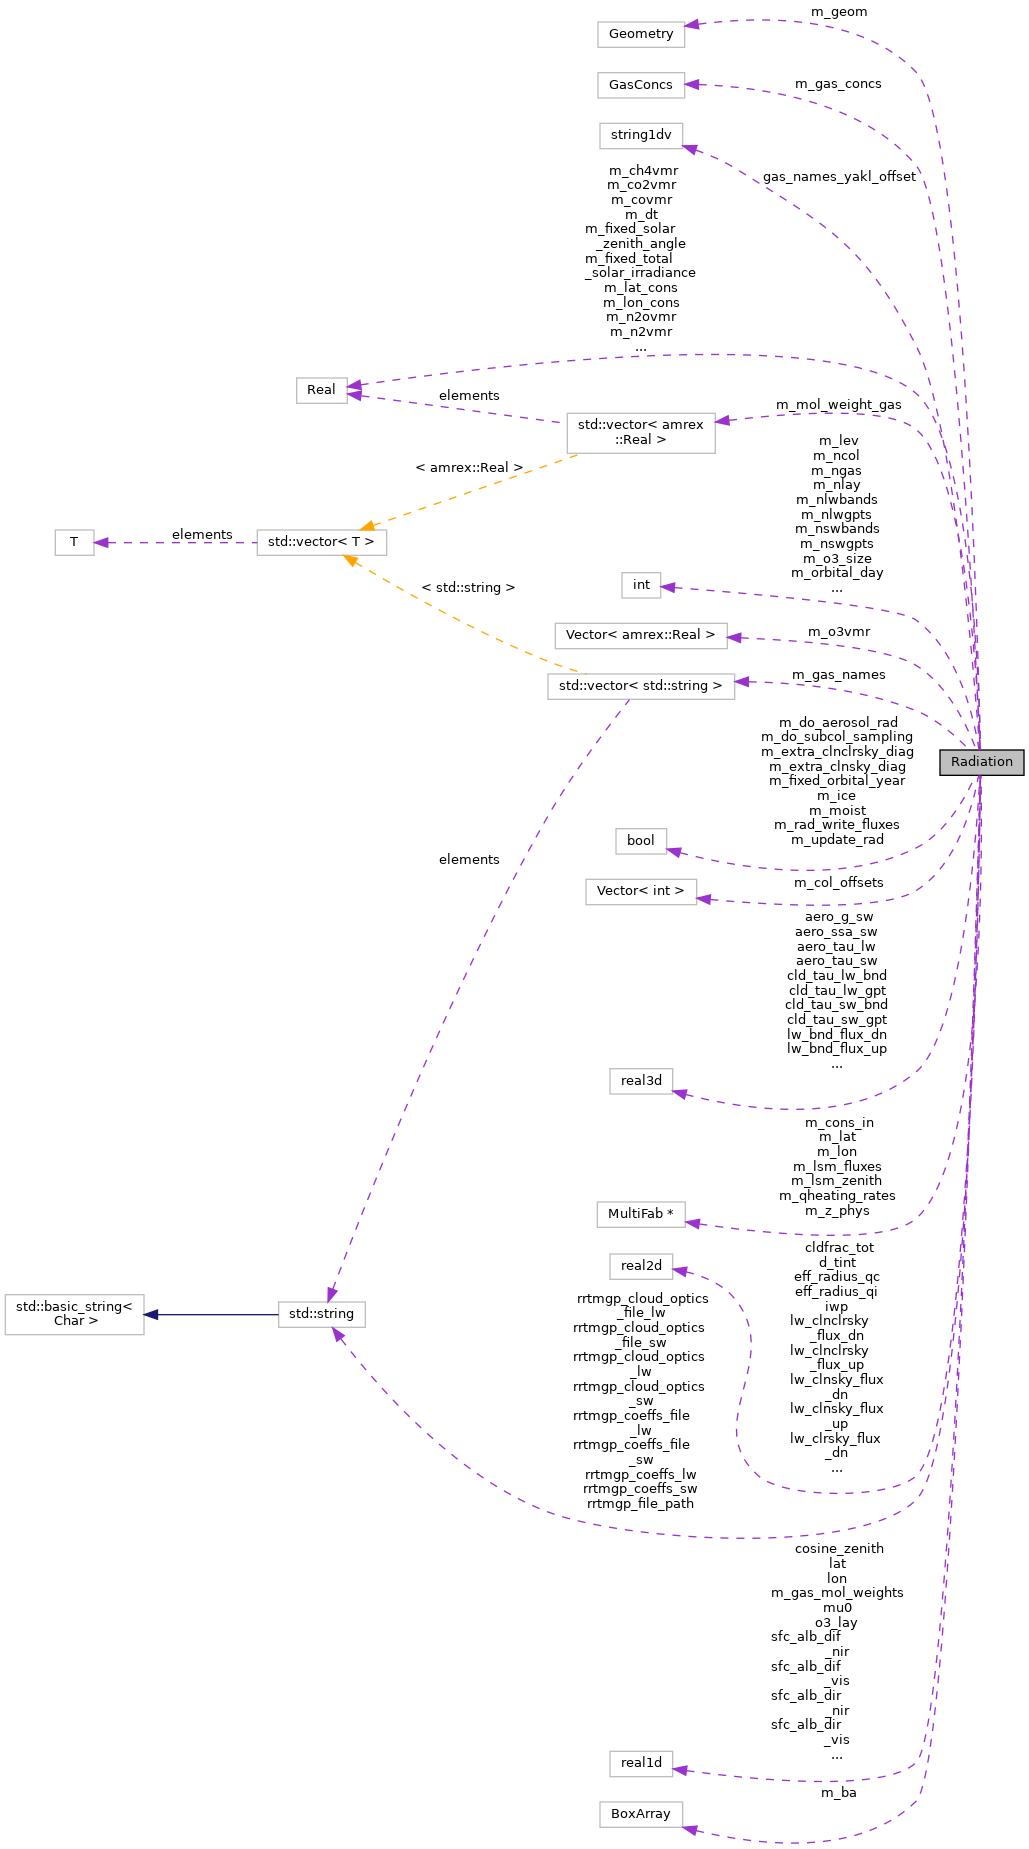 m_geom
Geometry
GasConcs
m_gas_concs
string1dv
gas_names_yakl_offset
m_ch4vmr
m_co2vmr
m_covmr
m_dt
m_fixed_solar
_zenith_angle
m_fixed_total
_solar_irradiance
m_lat_cons
m_lon_cons
m_n2ovmr
m_n2vmr
...
Real
elements
m_mol_weight_gas
std::vector< amrex
::Real >
< amrex::Real >
m_lev
m_ncol
m_ngas
m_nlay
m_nlwbands
m_nlwgpts
m_nswbands
m_nswgpts
m_o3_size
m_orbital_day
...
T
elements
std::vector< T >
int
< std::string >
Vector< amrex::Real >
m_o3vmr
std::vector< std::string >
m_gas_names
m_do_aerosol_rad
m_do_subcol_sampling
m_extra_clnclrsky_diag
m_extra_clnsky_diag
m_fixed_orbital_year
m_ice
m_moist
m_rad_write_fluxes
m_update_rad
Radiation
bool
elements
Vector< int >
m_col_offsets
aero_g_sw
aero_ssa_sw
aero_tau_lw
aero_tau_sw
cld_tau_lw_bnd
cld_tau_lw_gpt
cld_tau_sw_bnd
cld_tau_sw_gpt
lw_bnd_flux_dn
lw_bnd_flux_up
...
real3d
m_cons_in
m_lat
m_lon
m_lsm_fluxes
m_lsm_zenith
m_qheating_rates
m_z_phys
MultiFab *
real2d
cldfrac_tot
d_tint
eff_radius_qc
eff_radius_qi
iwp
lw_clnclrsky
_flux_dn
lw_clnclrsky
_flux_up
lw_clnsky_flux
_dn
lw_clnsky_flux
_up
lw_clrsky_flux
_dn
...
std::basic_string<
Char >
std::string
rrtmgp_cloud_optics
_file_lw
rrtmgp_cloud_optics
_file_sw
rrtmgp_cloud_optics
_lw
rrtmgp_cloud_optics
_sw
rrtmgp_coeffs_file
_lw
rrtmgp_coeffs_file
_sw
rrtmgp_coeffs_lw
rrtmgp_coeffs_sw
rrtmgp_file_path
cosine_zenith
lat
lon
m_gas_mol_weights
mu0
o3_lay
sfc_alb_dif
_nir
sfc_alb_dif
_vis
sfc_alb_dir
_nir
sfc_alb_dir
_vis
...
real1d
m_ba
BoxArray